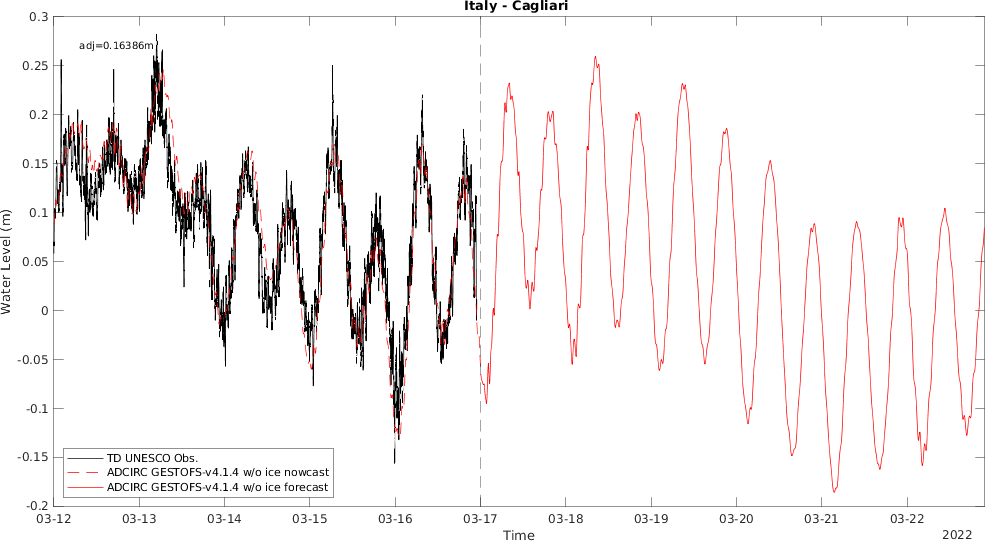 Italy - Cagliari
adj=0.16386m
Water Level (m)
0.3
0.25
0.2
0.15
0.1
0.05
0
-0.05
-0.1
-0.15
-0.2
TD UNESCO Obs.
ADCIRC GESTOFS-v4.1.4 w/o ice nowcast
ADCIRC GESTOFS-v4.1.4 w/o ice forecast
03-12 03-13 03-14 03-15 03-16 03-17 03-18 03-19 03-20 03-21 03-22
Time
2022